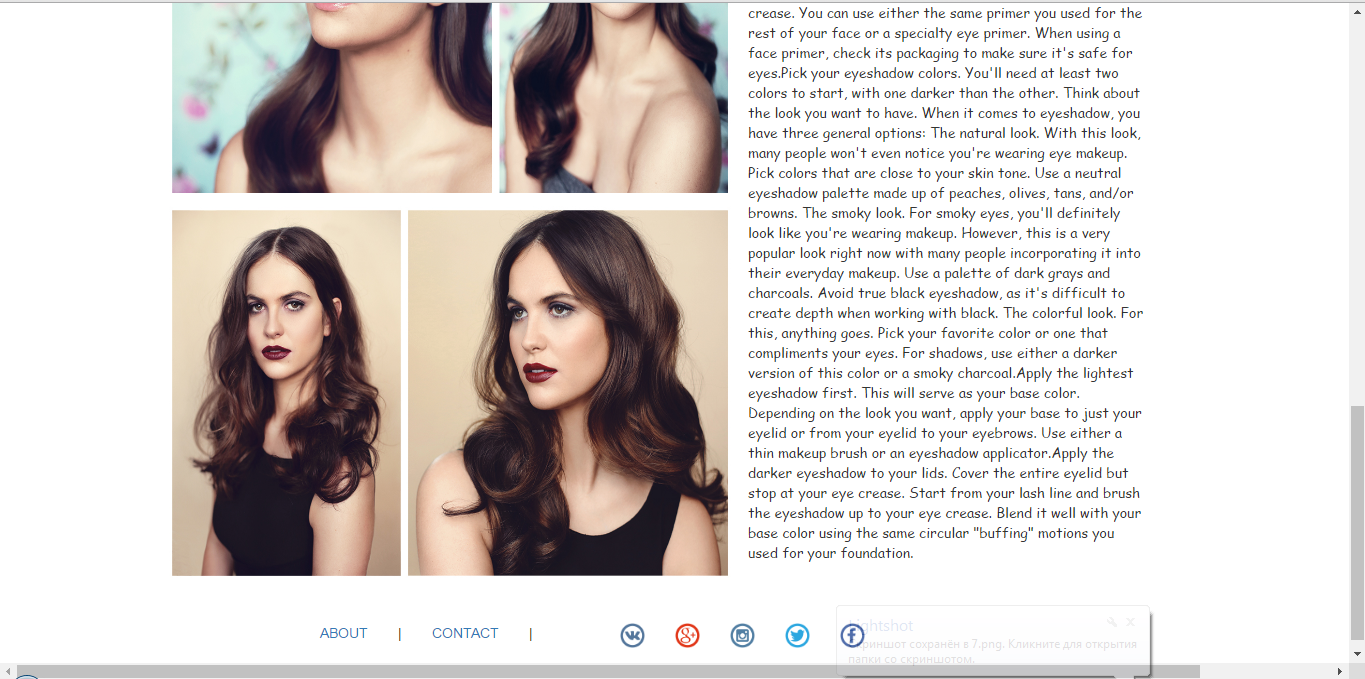 crease. You can use either the same primer you used for the
rest of your face or a specialty eye primer. When using a
face primer, check its packaging to make sure it's safe for
eyes.Pick your eyeshadow colors. You'll need at least two
colors to start, with one darker than the other. Think about
the look you want to have. When it comes to eyeshadow, you
have three general options: The natural look. With this look,
many people won't even notice you're wearing eye makeup.
Pick colors that are close to your skin tone. Use a neutral
eyeshadow palette made up of peaches, olives, tans, and/or
browns. The smoky look. For smoky eyes, you'll definitely
look like you're wearing makeup. However, this is a very
popular look right now with many people incorporating it into
their everyday makeup. Use a palette of dark grays and
charcoals. Avoid true black eyeshadow, as it's difficult to
create depth when working with black. The colorful look. For
this, anything goes. Pick your favorite color or one that
compliments your eyes. For shadows, use either a darker
version of this color or a smoky charcoal.Apply the lightest
eyeshadow first. This will serve as your base color.
Depending on the look you want, apply your base to just your
eyelid or from your eyelid to your eyebrows. Use either a
thin makeup brush or an eyeshadow applicator.Apply the
darker eyeshadow to your lids. Cover the entire eyelid but
stop at your eye crease. Start from your lash line and brush
the eyeshadow up to your eye crease. Blend it well with your
base color using the same circular "buffing" motions you
used for your foundation.
ABOUT | CONTACT |
Lightshot
Скриншот сохранён в 7.png. Кликните для открытия
папки со скриншотом.